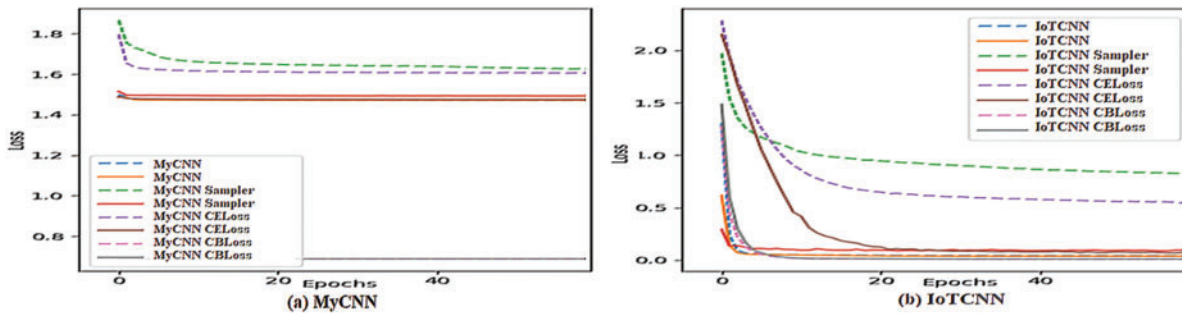 1.8
1.6
1.4
1.2
1.0
0.8
Loss
MyCNN
MyCNN
MyCNN Sampler
MyCNN Sampler
MyCNN CELoss
MyCNN CELoss
MyCNN CBLoss
MyCNN CBLoss
0
20
40
Epochs
(a) MyCNN
2.0
1.5
1.0
0.5
0.0
Loss
IoTCNN
IoTCNN
IoTCNN Sampler
IoTCNN Sampler
IoTCNN CELoss
IoTCNN CELoss
IoTCNN CBLoss
IoTCNN CBLoss
0
20
40
Epochs
(b) IoTCNN